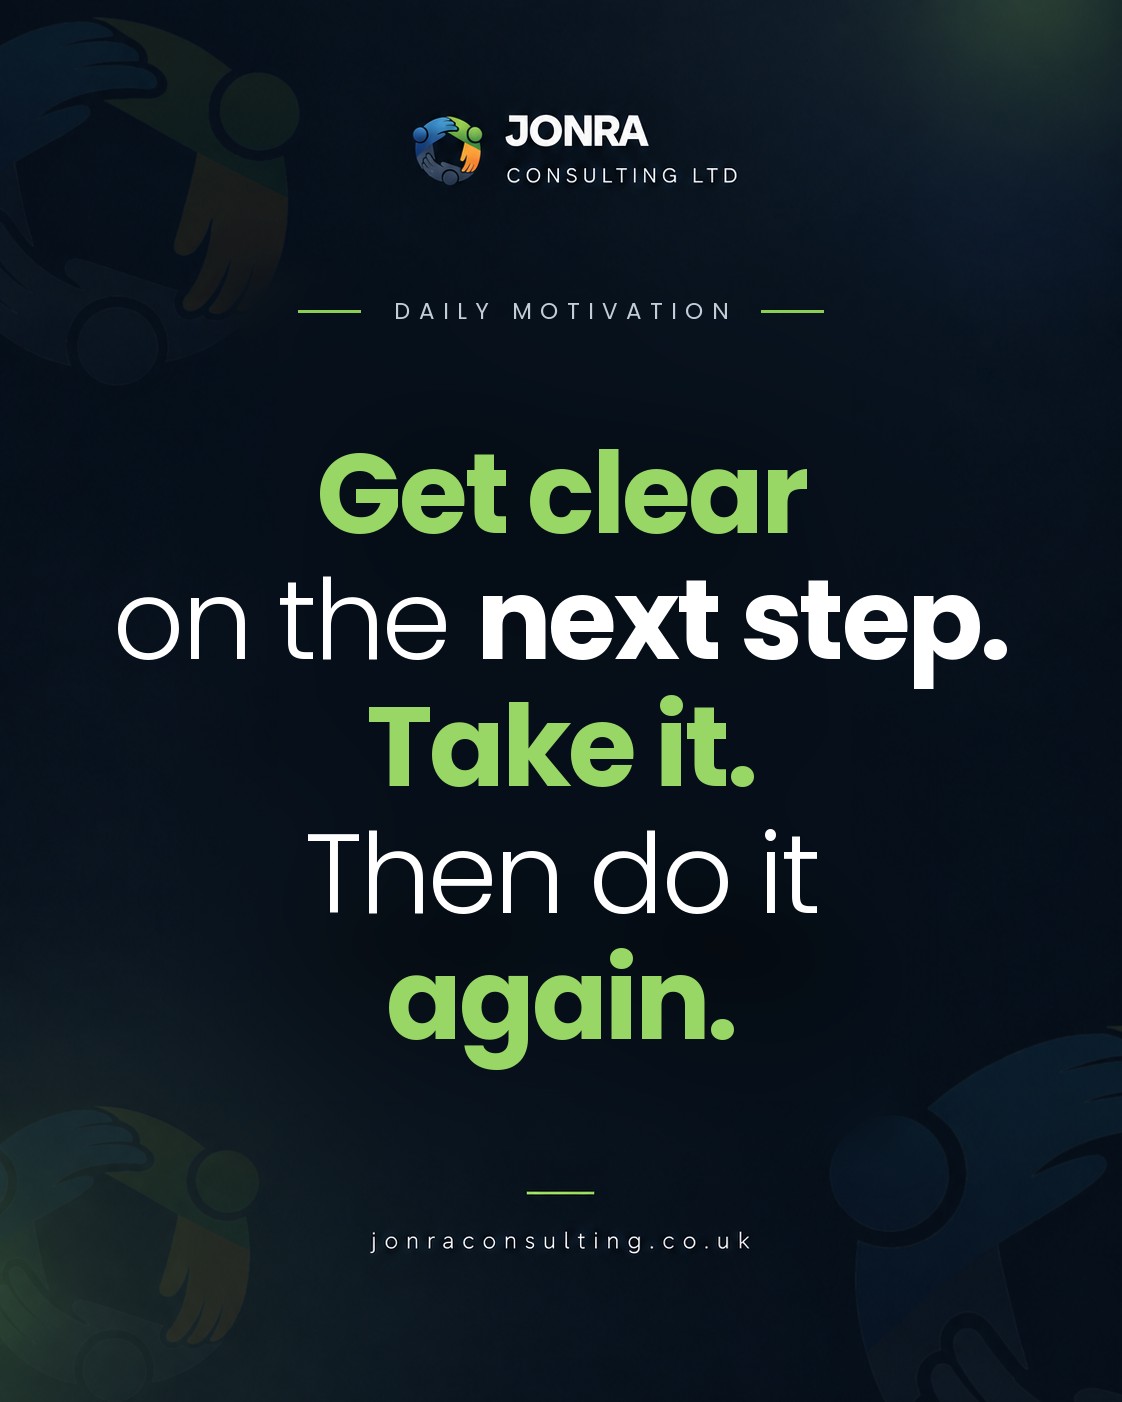 JONRA
CONSULTING LTD
DAILY MOTIVATION
Get clear
on the next step.
Take it.
Then do it
again.
jonraconsulting.co.uk